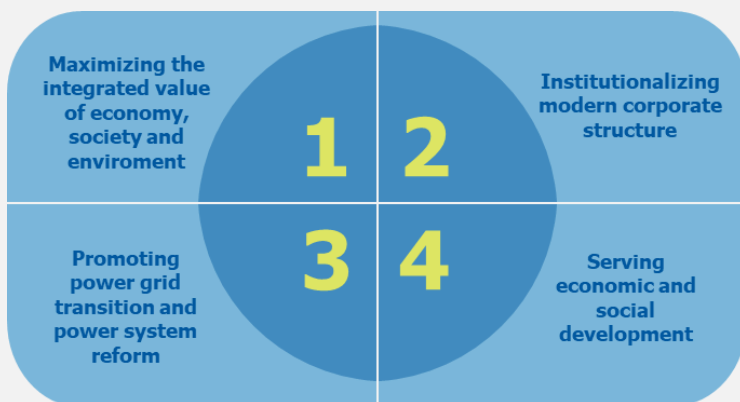 Maximizing the
integrated value
of economy,
society and
enviroment
1
2
Institutionalizing
modern corporate
structure
Promoting
power grid
transition and
power system
reform
3
4
Serving
economic and
social
development